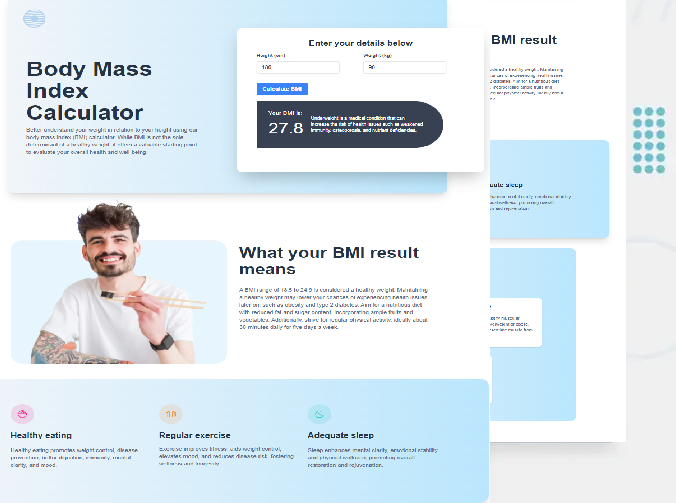 Body Mass
Index
Calculator
Better understand your weight in relation to your height using our
body mass index (BMI) calculator. While BMI is not the sole
determinant of a healthy weight, it offers a valuable starting point
to evaluate your overall health and well-being.
Enter your details below
Height (cm)
Weight (kg)
90
Calculate BMI
Your BMI is:
27.8
Underweight is a medical condition that can
increase the risk of health issues such as weakened
immunity, osteoporosis, and nutrient deficiencies.
BMI result
What your BMI result
means
A BMI range of 18.5 to 24.9 is considered a healthy weight. Maintaining
a healthy weight may lower your chances of experiencing health issues
later on, such as obesity and type 2 diabetes. Aim for a nutritious diet
with reduced fat and sugar content, incorporating ample fruits and
vegetables. Additionally, strive for regular physical activity, ideally about
30 minutes daily for five days a week.
uate sleep
Healthy eating
Healthy eating promotes weight control, disease
prevention, better digestion, immunity, mental
clarity, and mood.
Regular exercise
Exercise improves fitness, aids weight control,
elevates mood, and reduces disease risk, fostering
wellness and longevity.
Adequate sleep
Sleep enhances mental clarity, emotional stability
and physical wellness, promoting overall
restoration and rejuvenation.